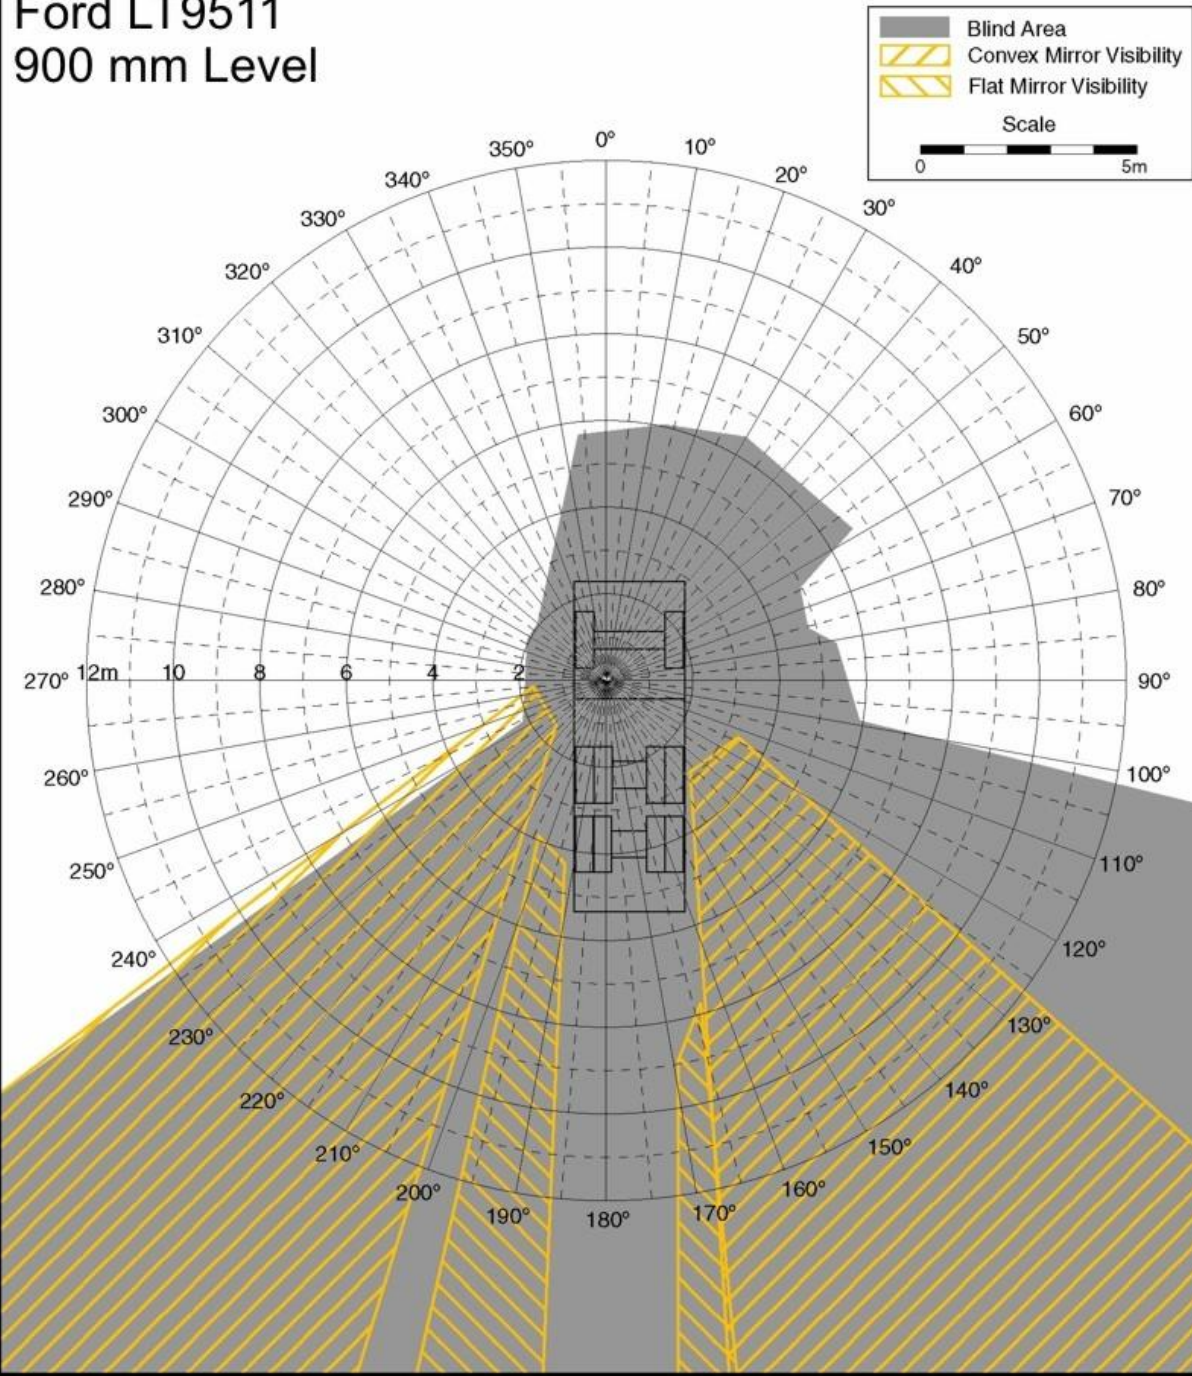 Ford LT9511
900 mm Level
Blind Area
Convex Mirror Visibility
Flat Mirror Visibility
Scale
0 5m
0°
350° 10°
340° 20°
330° 30°
320° 40°
310° 50°
300° 60°
290° 70°
280° 80°
270° 12m 10 8 6 4 2 90°
260° 100°
250° 110°
240° 120°
230° 130°
220° 140°
210° 150°
200° 160°
190° 180° 170°